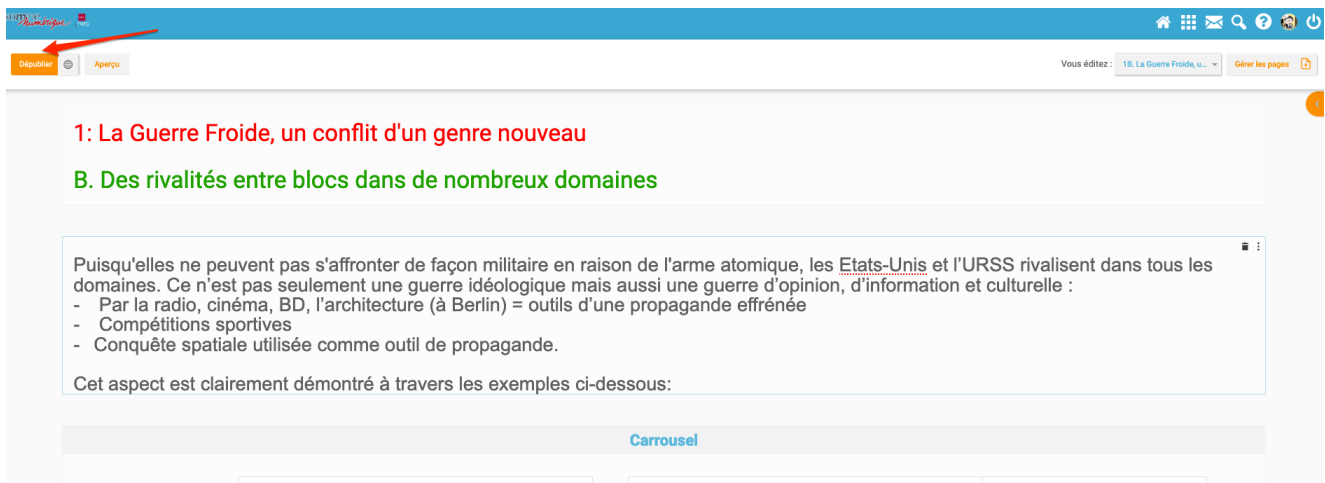 Numérique neo
Dépublier Aperçu Vous éditez : 1B. La Guerre Froide, u... Gérer les pages
1: La Guerre Froide, un conflit d'un genre nouveau
B. Des rivalités entre blocs dans de nombreux domaines
Puisqu'elles ne peuvent pas s'affronter de façon militaire en raison de l'arme atomique, les Etats-Unis et l’URSS rivalisent dans tous les
domaines. Ce n’est pas seulement une guerre idéologique mais aussi une guerre d’opinion, d’information et culturelle :
- Par la radio, cinéma, BD, l’architecture (à Berlin) = outils d’une propagande effrénée
- Compétitions sportives
- Conquête spatiale utilisée comme outil de propagande.
Cet aspect est clairement démontré à travers les exemples ci-dessous:
Carrousel